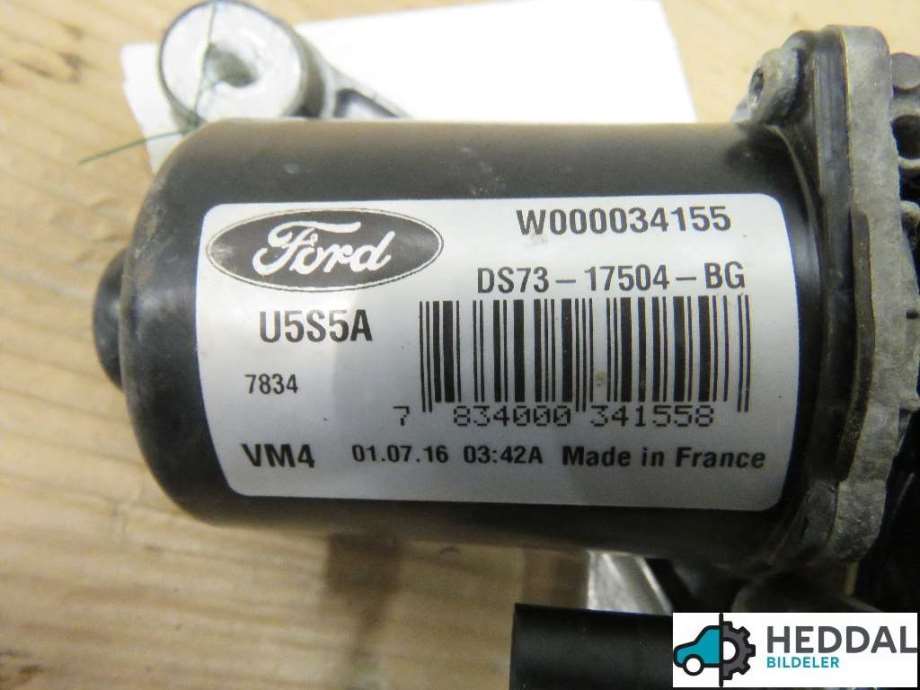 Ford
W000034155
DS73-17504-BG
U5S5A
7834
7 834000 341558
VM4 01.07.16 03:42A Made in France
HEDDAL
BILDELER